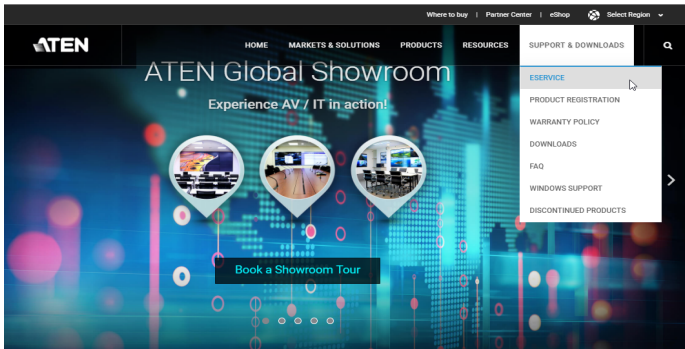 Where to buy | Partner Center | eShop Select Region
ATEN
HOME MARKETS & SOLUTIONS PRODUCTS RESOURCES SUPPORT & DOWNLOADS
ATEN Global Showroom
Experience AV / IT in action!
ESERVICE
PRODUCT REGISTRATION
WARRANTY POLICY
DOWNLOADS
FAQ
WINDOWS SUPPORT
DISCONTINUED PRODUCTS
Book a Showroom Tour